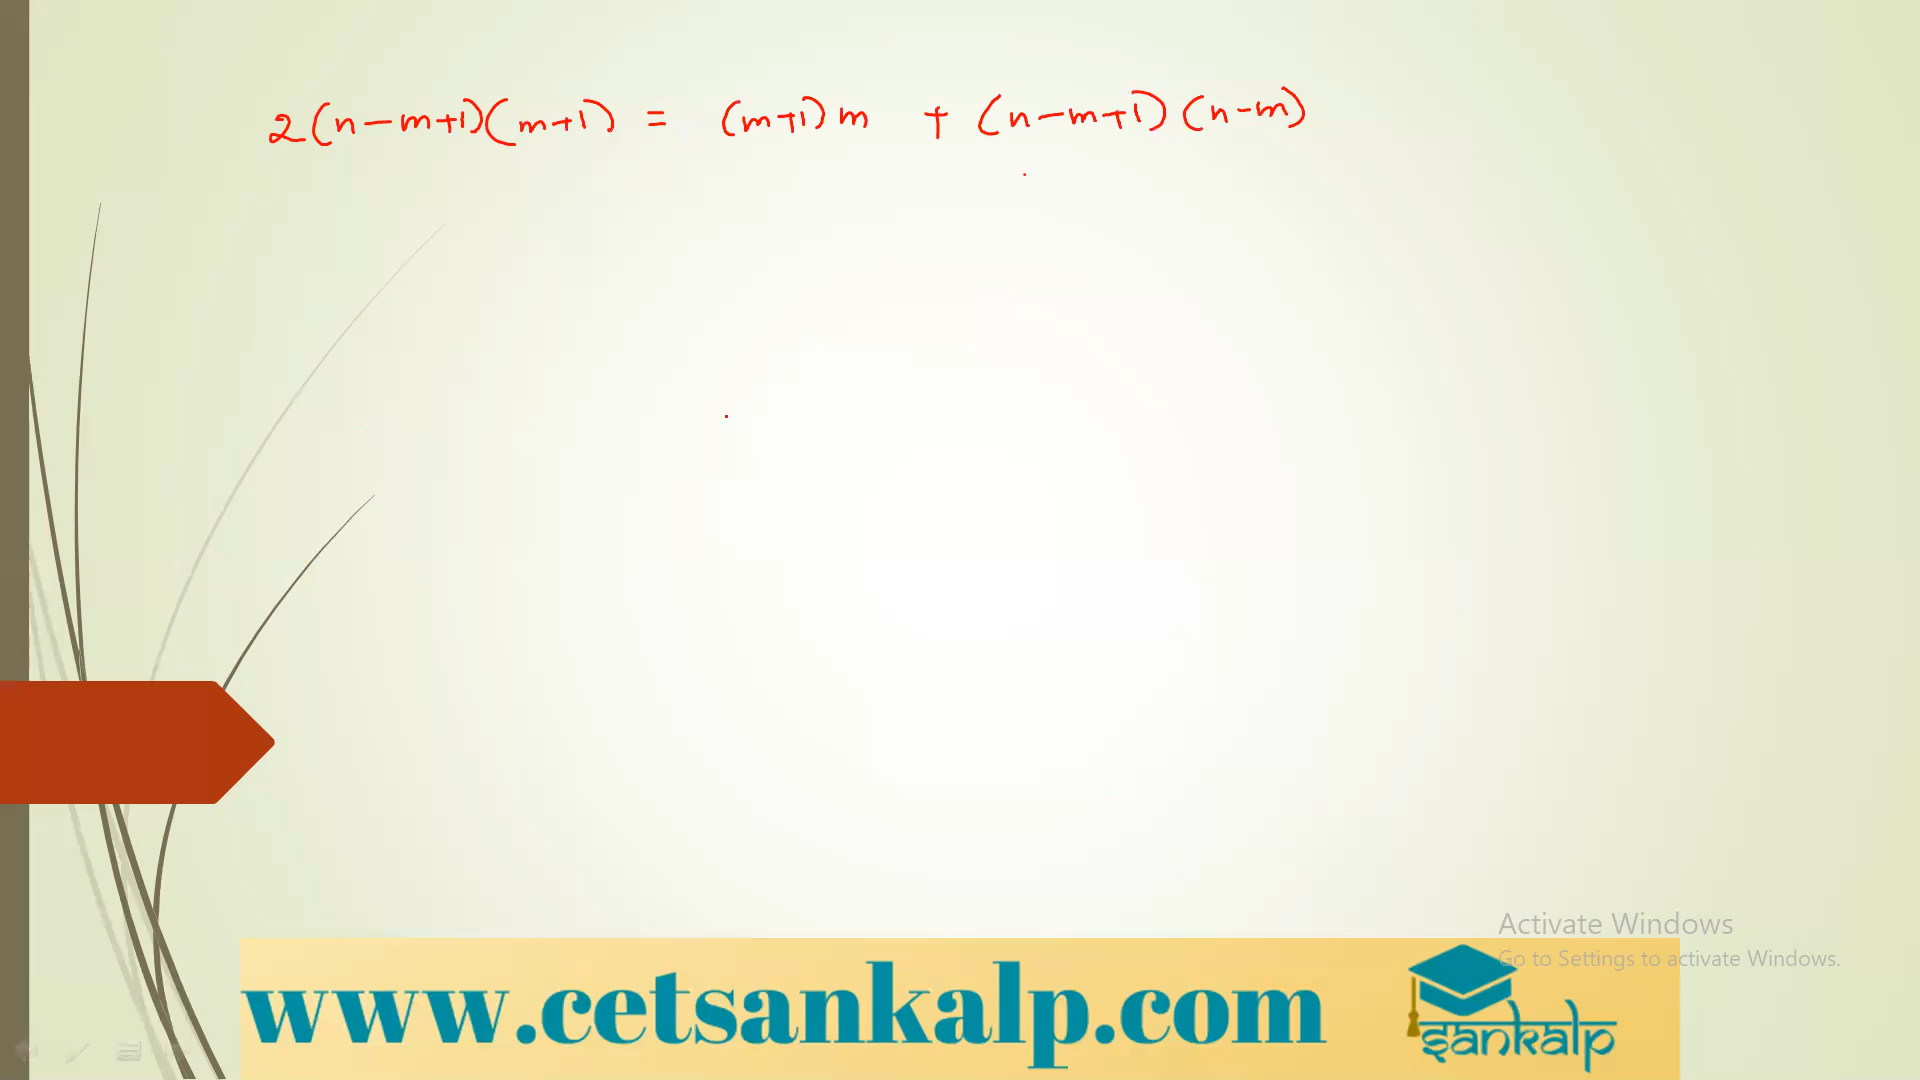 2(n-m+1)(m+1) = (m+1)m + (n-m+1)(n-m)
Activate Windows
Go to Settings to activate Windows.
www.cetsankalp.com
sankalp